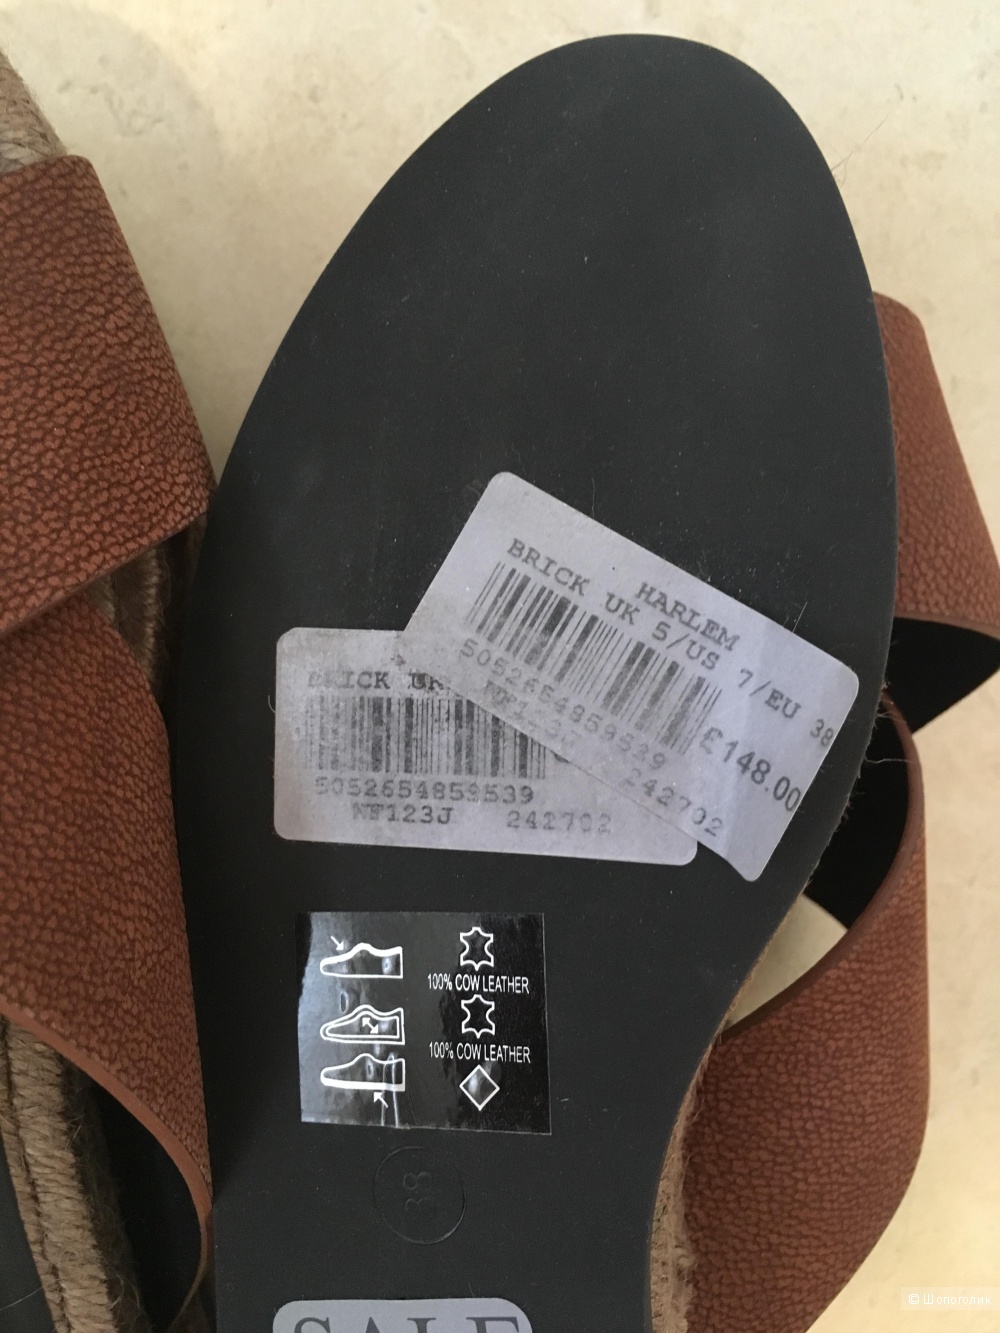 HARLEM
BRICK UK 5/US 7/EU 38
5052654859539
NF123J 242702
£148.00
BRICK UK
5052654859539
NF123J 242702
100% COW LEATHER
100% COW LEATHER
38
SALE
© Шопоголик